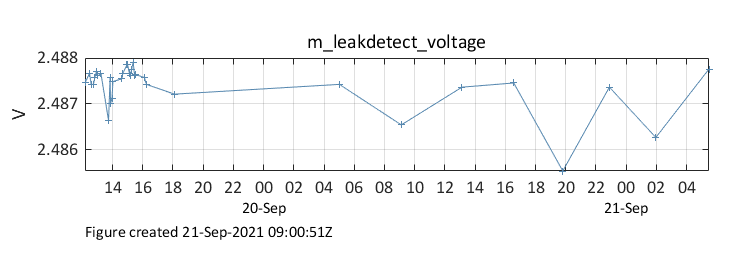 m_leakdetect_voltage
2.488
2.487
2.486
V
14 16 18 20 22 00 02 04 06 08 10 12 14 16 18 20 22 00 02 04
20-Sep 21-Sep
Figure created 21-Sep-2021 09:00:51Z